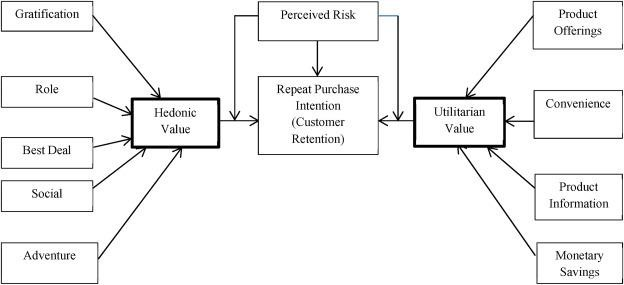 Gratification
Role
Best Deal
Social
Adventure
Hedonic
Value
Perceived Risk
Repeat Purchase
Intention
(Customer
Retention)
Utilitarian
Value
Product
Offerings
Convenience
Product
Information
Monetary
Savings